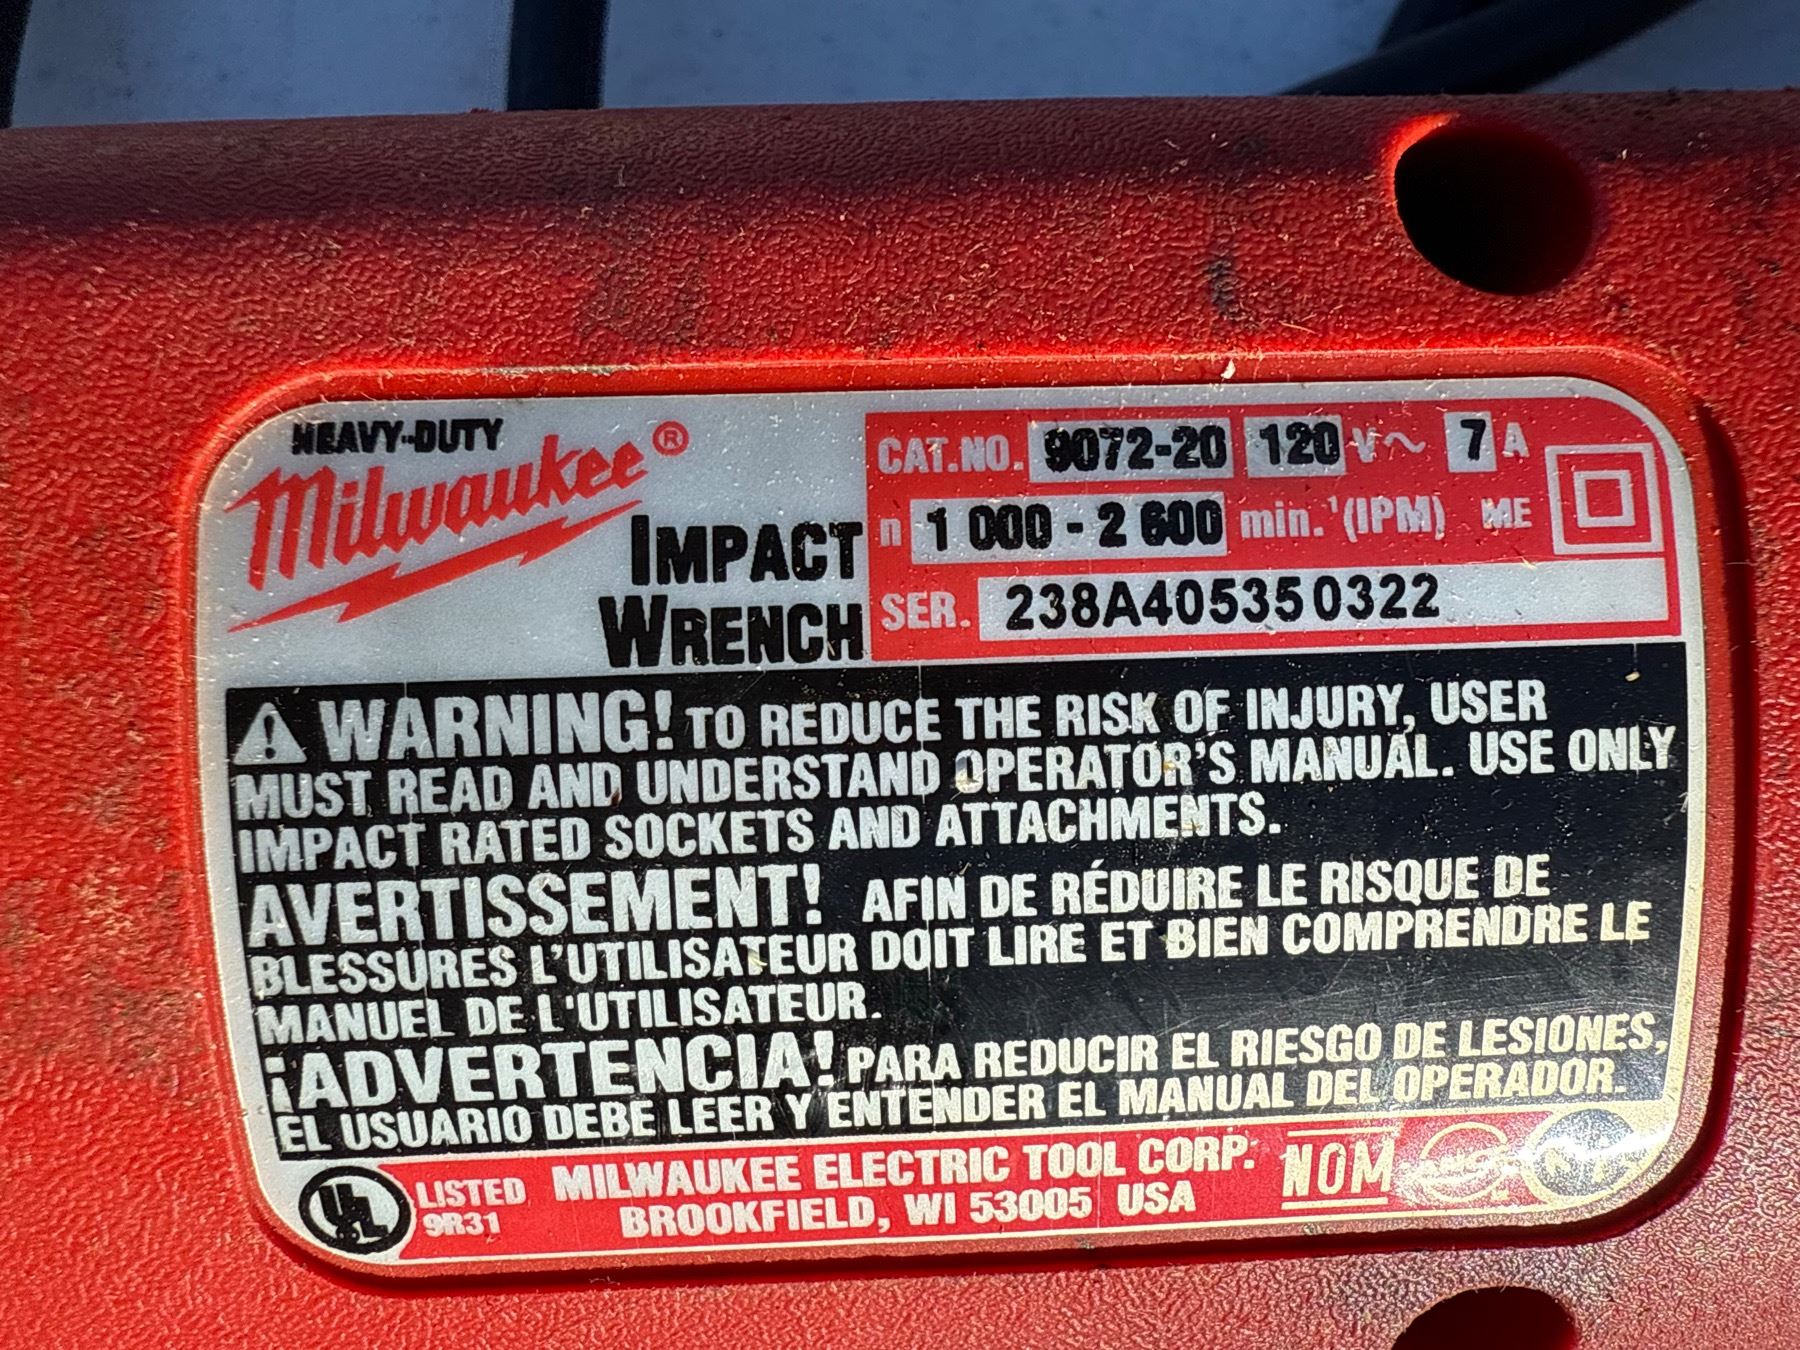 HEAVY-DUTY
Milwaukee®
IMPACT
WRENCH
CAT.NO. 9072-20 120 V~ 7 A
n 1 000 - 2 600 min.⁻¹(IPM) ME
SER. 238A405350322
WARNING! TO REDUCE THE RISK OF INJURY, USER
MUST READ AND UNDERSTAND OPERATOR'S MANUAL. USE ONLY
IMPACT RATED SOCKETS AND ATTACHMENTS.
AVERTISSEMENT! AFIN DE RÉDUIRE LE RISQUE DE
BLESSURES L'UTILISATEUR DOIT LIRE ET BIEN COMPRENDRE LE
MANUEL DE L'UTILISATEUR.
¡ADVERTENCIA! PARA REDUCIR EL RIESGO DE LESIONES,
EL USUARIO DEBE LEER Y ENTENDER EL MANUAL DEL OPERADOR.
UL
LISTED
9R31
MILWAUKEE ELECTRIC TOOL CORP.
BROOKFIELD, WI 53005 USA
NOM